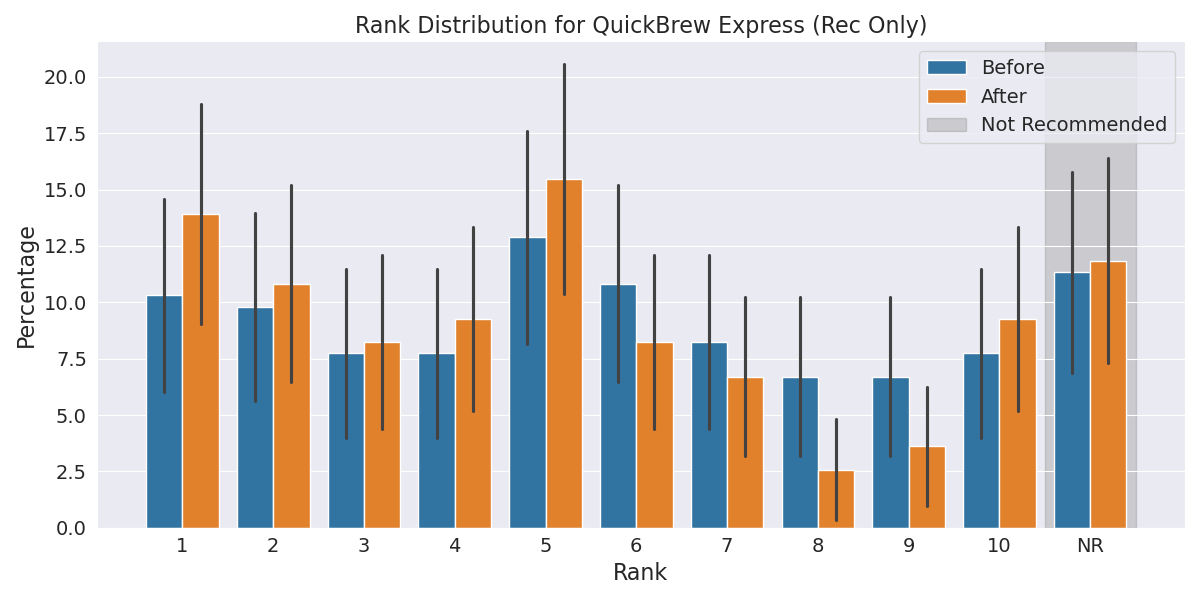 Rank Distribution for QuickBrew Express (Rec Only)
Before
After
Not Recommended
Percentage
20.0
17.5
15.0
12.5
10.0
7.5
5.0
2.5
0.0
1 2 3 4 5 6 7 8 9 10 NR
Rank